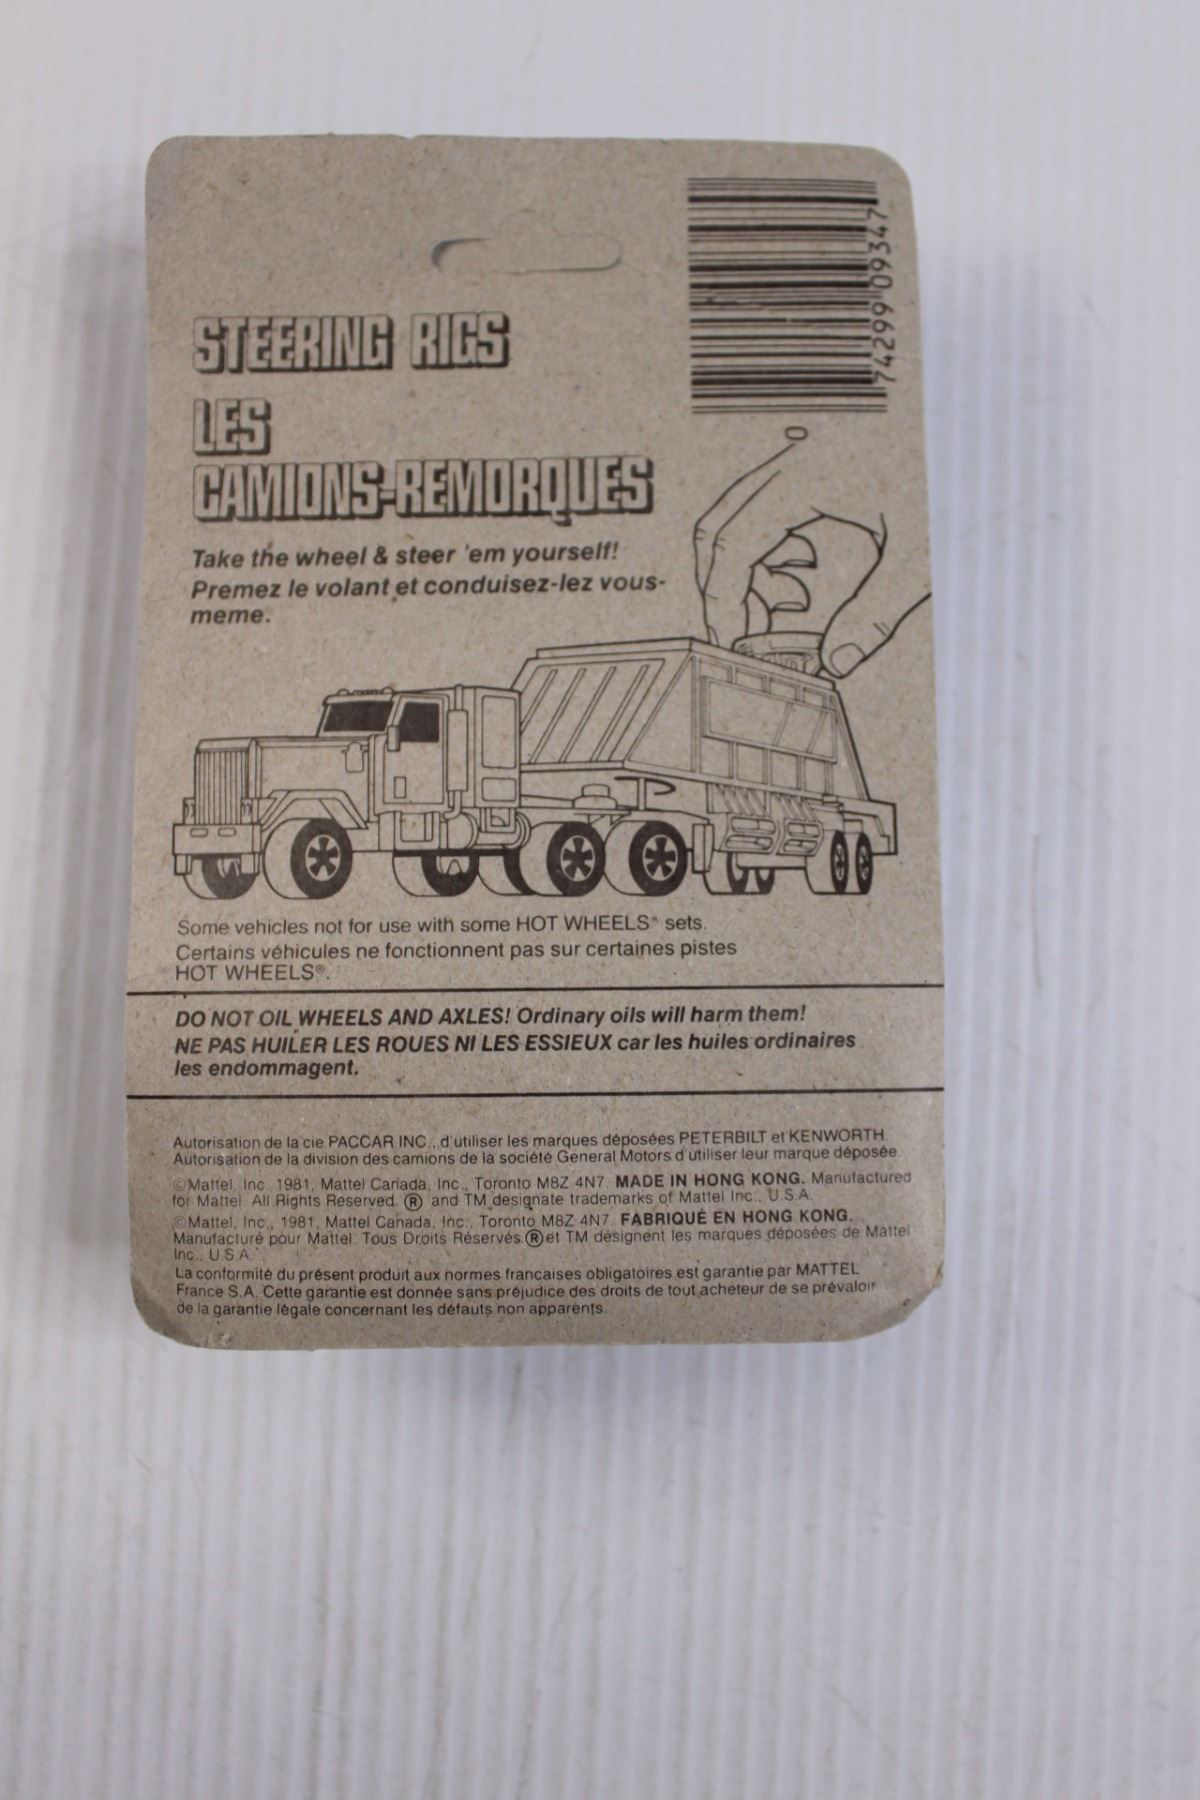 74299 09347
0
STEERING RIGS
LES
CAMIONS-REMORQUES
Take the wheel & steer 'em yourself!
Premez le volant et conduisez-lez vous-
meme.
Some vehicles not for use with some HOT WHEELS® sets.
Certains véhicules ne fonctionnent pas sur certaines pistes
HOT WHEELS®.
DO NOT OIL WHEELS AND AXLES! Ordinary oils will harm them!
NE PAS HUILER LES ROUES NI LES ESSIEUX car les huiles ordinaires
les endommagent.
Autorisation de la cie PACCAR INC., d'utiliser les marques déposées PETERBILT et KENWORTH.
Autorisation de la division des camions de la société General Motors d'utiliser leur marque déposée.
©Mattel, Inc. 1981, Mattel Canada, Inc., Toronto M8Z 4N7. MADE IN HONG KONG. Manufactured
for Mattel. All Rights Reserved. ® and TM designate trademarks of Mattel Inc., U.S.A.
©Mattel, Inc., 1981, Mattel Canada, Inc., Toronto M8Z 4N7. FABRIQUÉ EN HONG KONG.
Manufacturé pour Mattel. Tous Droits Réservés.® et TM désignent les marques déposées de Mattel
Inc., U.S.A.
La conformité du présent produit aux normes francaises obligatoires est garantie par MATTEL
France S.A. Cette garantie est donnée sans préjudice des droits de tout acheteur de se prévaloir
de la garantie légale concernant les défauts non apparents.